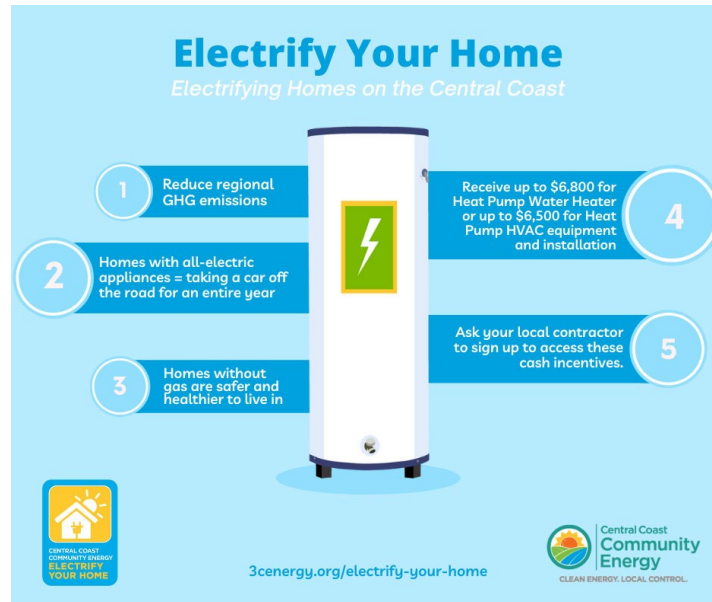 Electrify Your Home
Electrifying Homes on the Central Coast
1
Reduce regional
GHG emissions
2
Homes with all-electric
appliances = taking a car off
the road for an entire year
3
Homes without
gas are safer and
healthier to live in
Receive up to $6,800 for
Heat Pump Water Heater
or up to $6,500 for Heat
Pump HVAC equipment
and installation
4
Ask your local contractor
to sign up to access these
cash incentives.
5
CENTRAL COAST
COMMUNITY ENERGY
ELECTRIFY
YOUR HOME
3cenergy.org/electrify-your-home
Central Coast
Community
Energy
CLEAN ENERGY. LOCAL CONTROL.